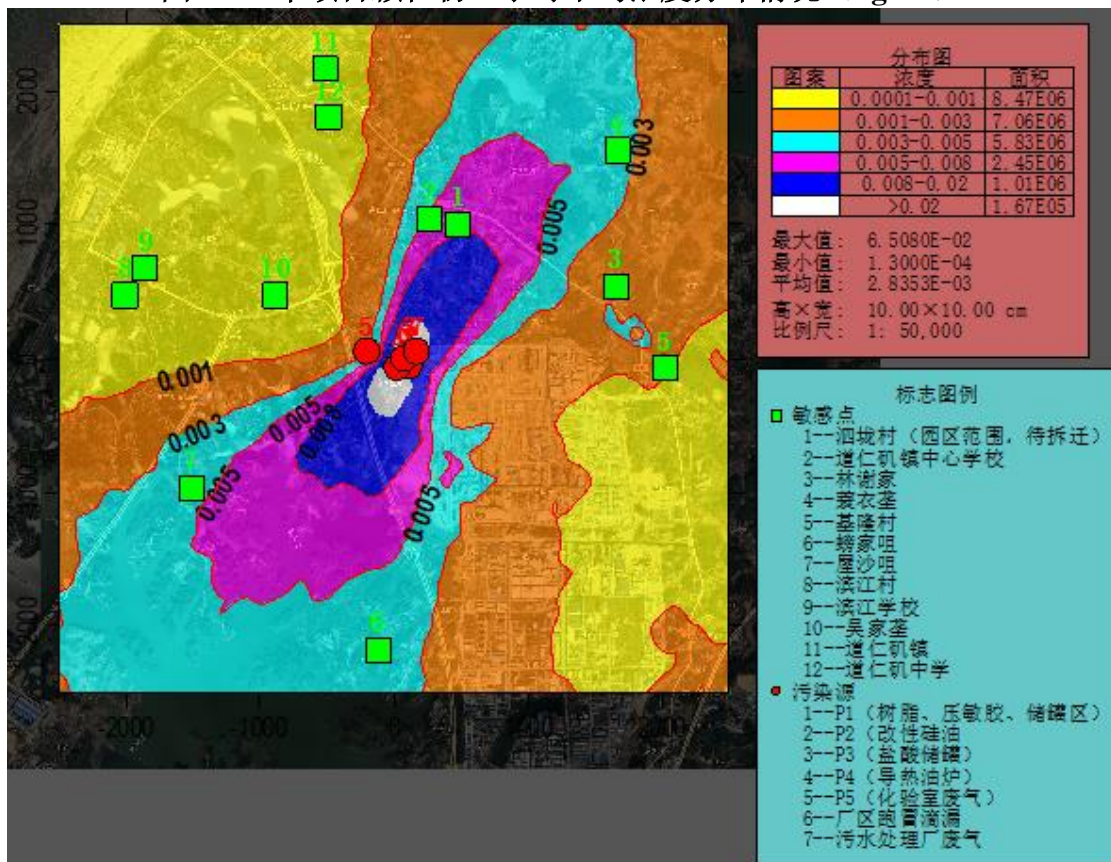 分布图
图案 浓度 面积
0.0001-0.001 8.47E06
0.001-0.003 7.06E06
0.003-0.005 5.83E06
0.005-0.008 2.45E06
0.008-0.02 1.01E06
>0.02 1.67E05
最大值: 6.5080E-02
最小值: 1.3000E-04
平均值: 2.8353E-03
高×宽: 10.00×10.00 cm
比例尺: 1: 50,000
标志图例
敏感点
1--泗垅村（园区范围，待拆迁）
2--道仁矶镇中心学校
3--林谢家
4--蓑衣垄
5--基隆村
6--螃家咀
7--屋沙咀
8--滨江村
9--滨江学校
10--吴家垄
11--道仁矶镇
12--道仁矶中学
污染源
1--P1（树脂、压敏胶、储罐区）
2--P2（改性硅油
3--P3（盐酸储罐）
4--P4（导热油炉）
5--P5（化验室废气）
6--厂区跑冒滴漏
7--污水处理厂废气
11
12
0.003
1
0.005
3
9
8
10
5
5
0.001
0.003
0.005
0.008
0.005
0.005
6
2000
1000
-2000
-1000
0